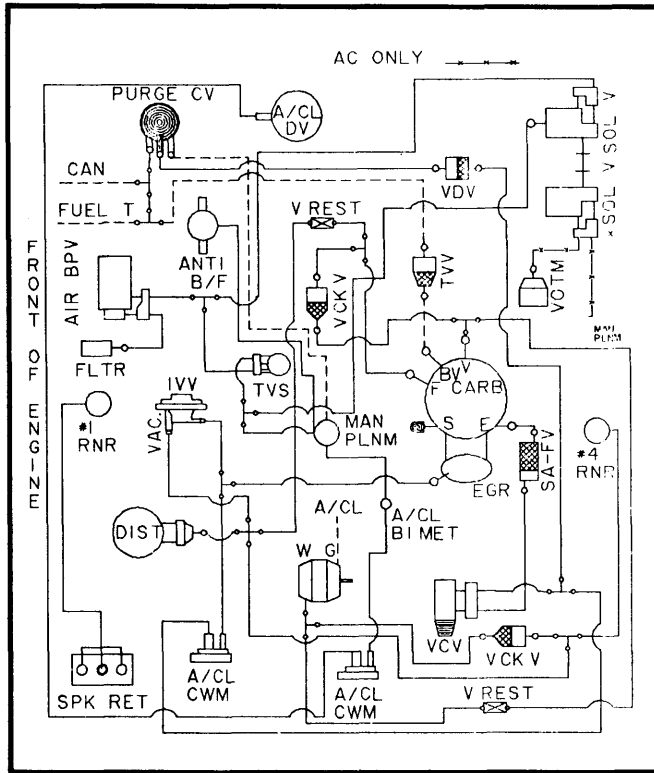 AC ONLY
PURGE CV
A/CL
DV
SOL V
CAN
VDV
FUEL T
V REST
ANTI
B/F
TVV
SOL V
VOTM
AIR BPV
VCK V
MAN
PLNM
FRONT OF ENGINE
FLTR
TVS
BV
V
F
CARB
IVV
VAC
#1
RNR
MAN
PLNM
S
E
SA-FV
#4
RNR
EGR
A/CL
A/CL
BI MET
DIST
W
G
VCV
VCK V
SPK RET
A/CL
CWM
A/CL
CWM
V REST